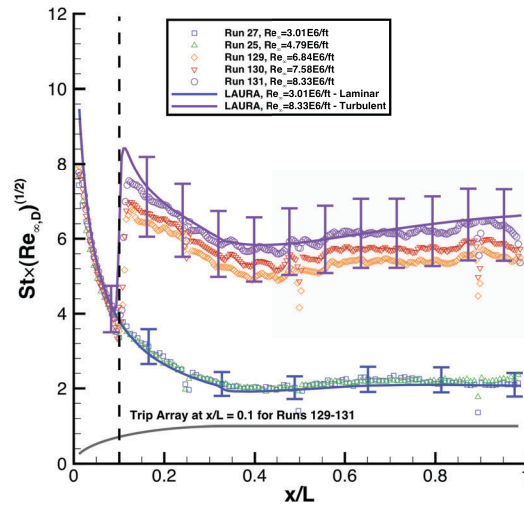 12
10
8
6
4
2
0
St×(Re∞,D)^(1/2)
Run 27, Re∞=3.01E6/ft
Run 25, Re∞=4.79E6/ft
Run 129, Re∞=6.84E6/ft
Run 130, Re∞=7.58E6/ft
Run 131, Re∞=8.33E6/ft
LAURA, Re∞=3.01E6/ft - Laminar
LAURA, Re∞=8.33E6/ft - Turbulent
Trip Array at x/L = 0.1 for Runs 129-131
0 0.2 0.4 0.6 0.8 1
x/L